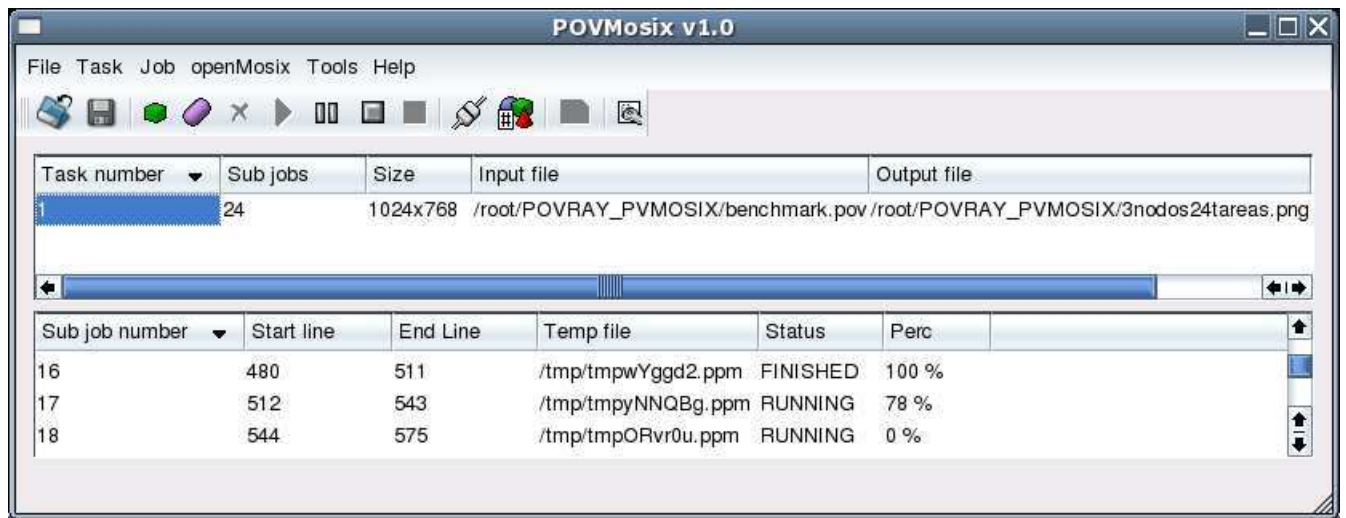 POVMosix v1.0
File Task Job openMosix Tools Help
Task number Sub jobs Size Input file Output file
1 24 1024x768 /root/POVRAY_PVMOSIX/benchmark.pov /root/POVRAY_PVMOSIX/3nodos24tareas.png
Sub job number Start line End Line Temp file Status Perc
16 480 511 /tmp/tmpwYggd2.ppm FINISHED 100 %
17 512 543 /tmp/tmpyNNQBg.ppm RUNNING 78 %
18 544 575 /tmp/tmpORvr0u.ppm RUNNING 0 %